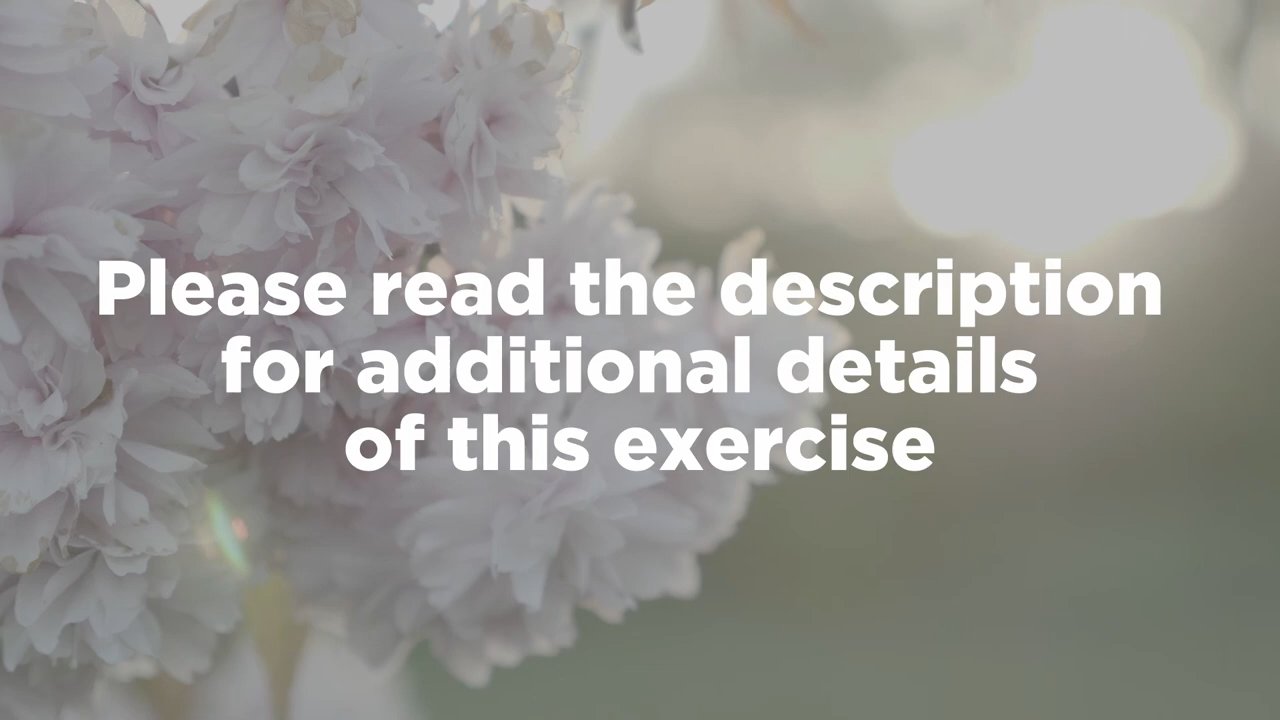 Please read the description
for additional details
of this exercise